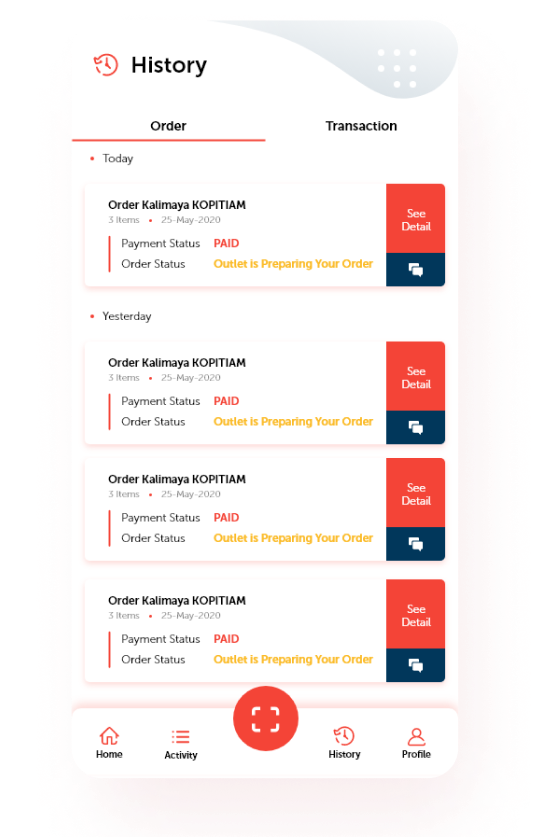 History
Order Transaction
• Today
Order Kalimaya KOPITIAM
3 Items • 25-May-2020
Payment Status PAID
Order Status Outlet is Preparing Your Order
See
Detail
• Yesterday
Order Kalimaya KOPITIAM
3 Items • 25-May-2020
Payment Status PAID
Order Status Outlet is Preparing Your Order
See
Detail
Order Kalimaya KOPITIAM
3 Items • 25-May-2020
Payment Status PAID
Order Status Outlet is Preparing Your Order
See
Detail
Order Kalimaya KOPITIAM
3 Items • 25-May-2020
Payment Status PAID
Order Status Outlet is Preparing Your Order
See
Detail
Home Activity History Profile